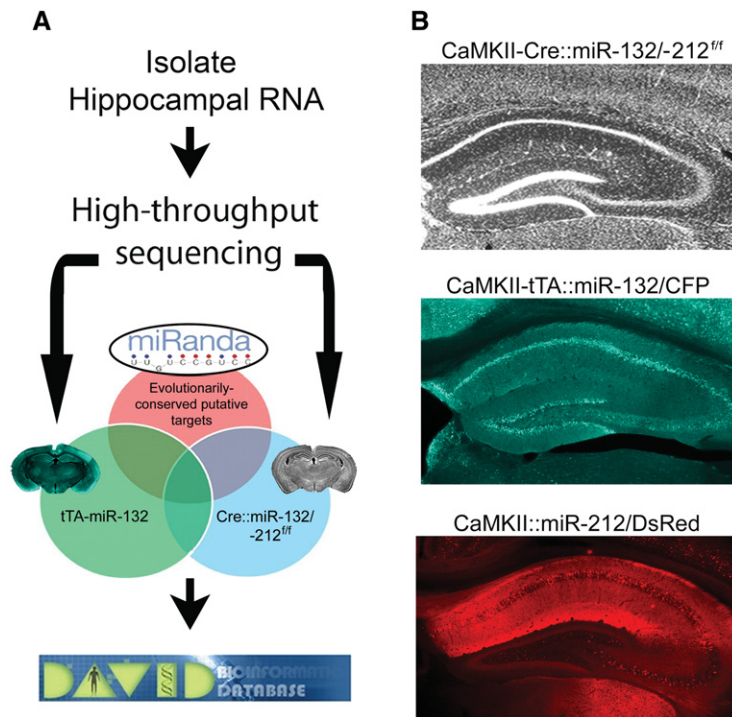 A
Isolate
Hippocampal RNA
High-throughput
sequencing
miRanda
U U G U C C G U C C
Evolutionarily-
conserved putative
targets
tTA-miR-132
Cre::miR-132/
-212f/f
DAVID BIOINFORMATICS
DATABASE
B
CaMKII-Cre::miR-132/-212f/f
CaMKII-tTA::miR-132/CFP
CaMKII::miR-212/DsRed